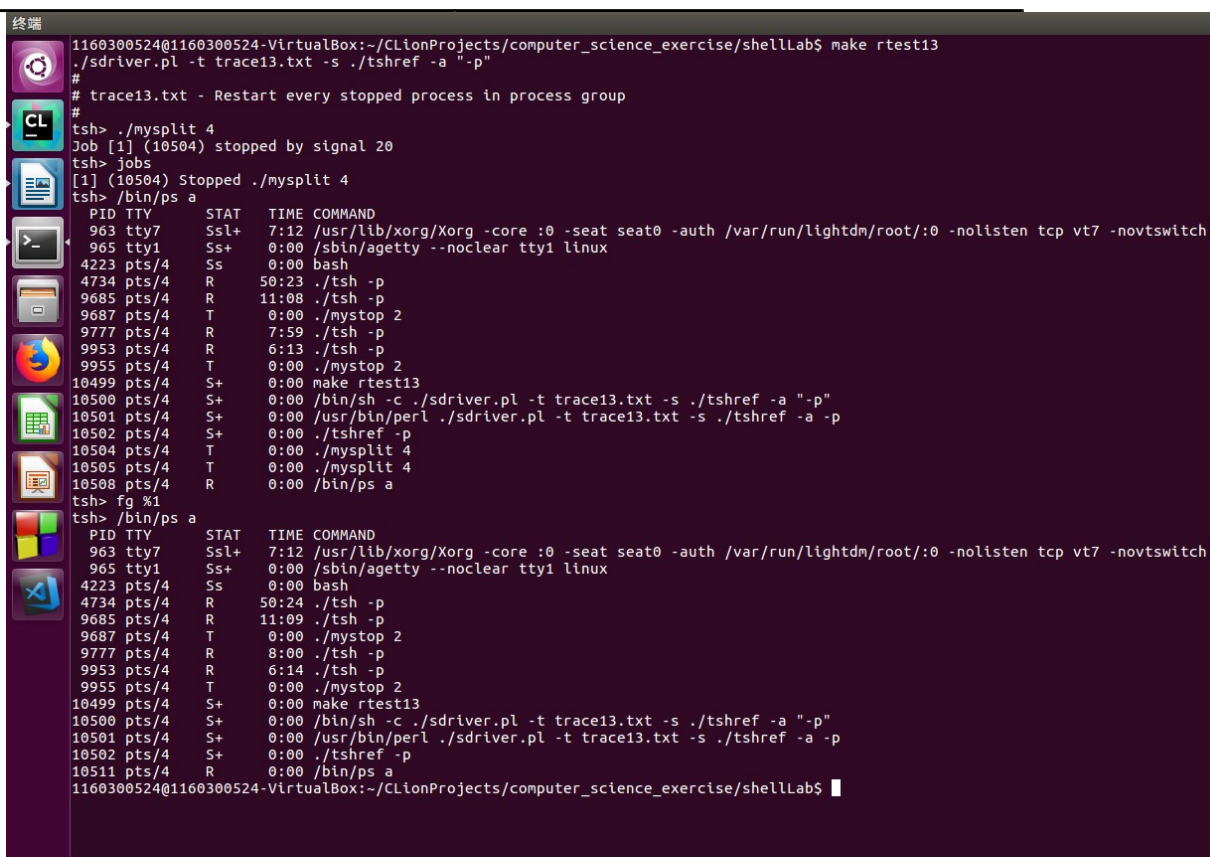 终端
1160300524@1160300524-VirtualBox:~/CLionProjects/computer_science_exercise/shellLab$ make rtest13
./sdriver.pl -t trace13.txt -s ./tshref -a "-p"
#
# trace13.txt - Restart every stopped process in process group
#
tsh> ./mysplit 4
Job [1] (10504) stopped by signal 20
tsh> jobs
[1] (10504) Stopped ./mysplit 4
tsh> /bin/ps a
  PID TTY      STAT   TIME COMMAND
  963 tty7     Ssl+   7:12 /usr/lib/xorg/Xorg -core :0 -seat seat0 -auth /var/run/lightdm/root/:0 -nolisten tcp vt7 -novtswitch
  965 tty1     Ss+    0:00 /sbin/agetty --noclear tty1 linux
 4223 pts/4    Ss     0:00 bash
 4734 pts/4    R     50:23 ./tsh -p
 9685 pts/4    R     11:08 ./tsh -p
 9687 pts/4    T      0:00 ./mystop 2
 9777 pts/4    R      7:59 ./tsh -p
 9953 pts/4    R      6:13 ./tsh -p
 9955 pts/4    T      0:00 ./mystop 2
10499 pts/4    S+     0:00 make rtest13
10500 pts/4    S+     0:00 /bin/sh -c ./sdriver.pl -t trace13.txt -s ./tshref -a "-p"
10501 pts/4    S+     0:00 /usr/bin/perl ./sdriver.pl -t trace13.txt -s ./tshref -a -p
10502 pts/4    S+     0:00 ./tshref -p
10504 pts/4    T      0:00 ./mysplit 4
10505 pts/4    T      0:00 ./mysplit 4
10508 pts/4    R      0:00 /bin/ps a
tsh> fg %1
tsh> /bin/ps a
  PID TTY      STAT   TIME COMMAND
  963 tty7     Ssl+   7:12 /usr/lib/xorg/Xorg -core :0 -seat seat0 -auth /var/run/lightdm/root/:0 -nolisten tcp vt7 -novtswitch
  965 tty1     Ss+    0:00 /sbin/agetty --noclear tty1 linux
 4223 pts/4    Ss     0:00 bash
 4734 pts/4    R     50:24 ./tsh -p
 9685 pts/4    R     11:09 ./tsh -p
 9687 pts/4    T      0:00 ./mystop 2
 9777 pts/4    R      8:00 ./tsh -p
 9953 pts/4    R      6:14 ./tsh -p
 9955 pts/4    T      0:00 ./mystop 2
10499 pts/4    S+     0:00 make rtest13
10500 pts/4    S+     0:00 /bin/sh -c ./sdriver.pl -t trace13.txt -s ./tshref -a "-p"
10501 pts/4    S+     0:00 /usr/bin/perl ./sdriver.pl -t trace13.txt -s ./tshref -a -p
10502 pts/4    S+     0:00 ./tshref -p
10511 pts/4    R      0:00 /bin/ps a
1160300524@1160300524-VirtualBox:~/CLionProjects/computer_science_exercise/shellLab$
CL